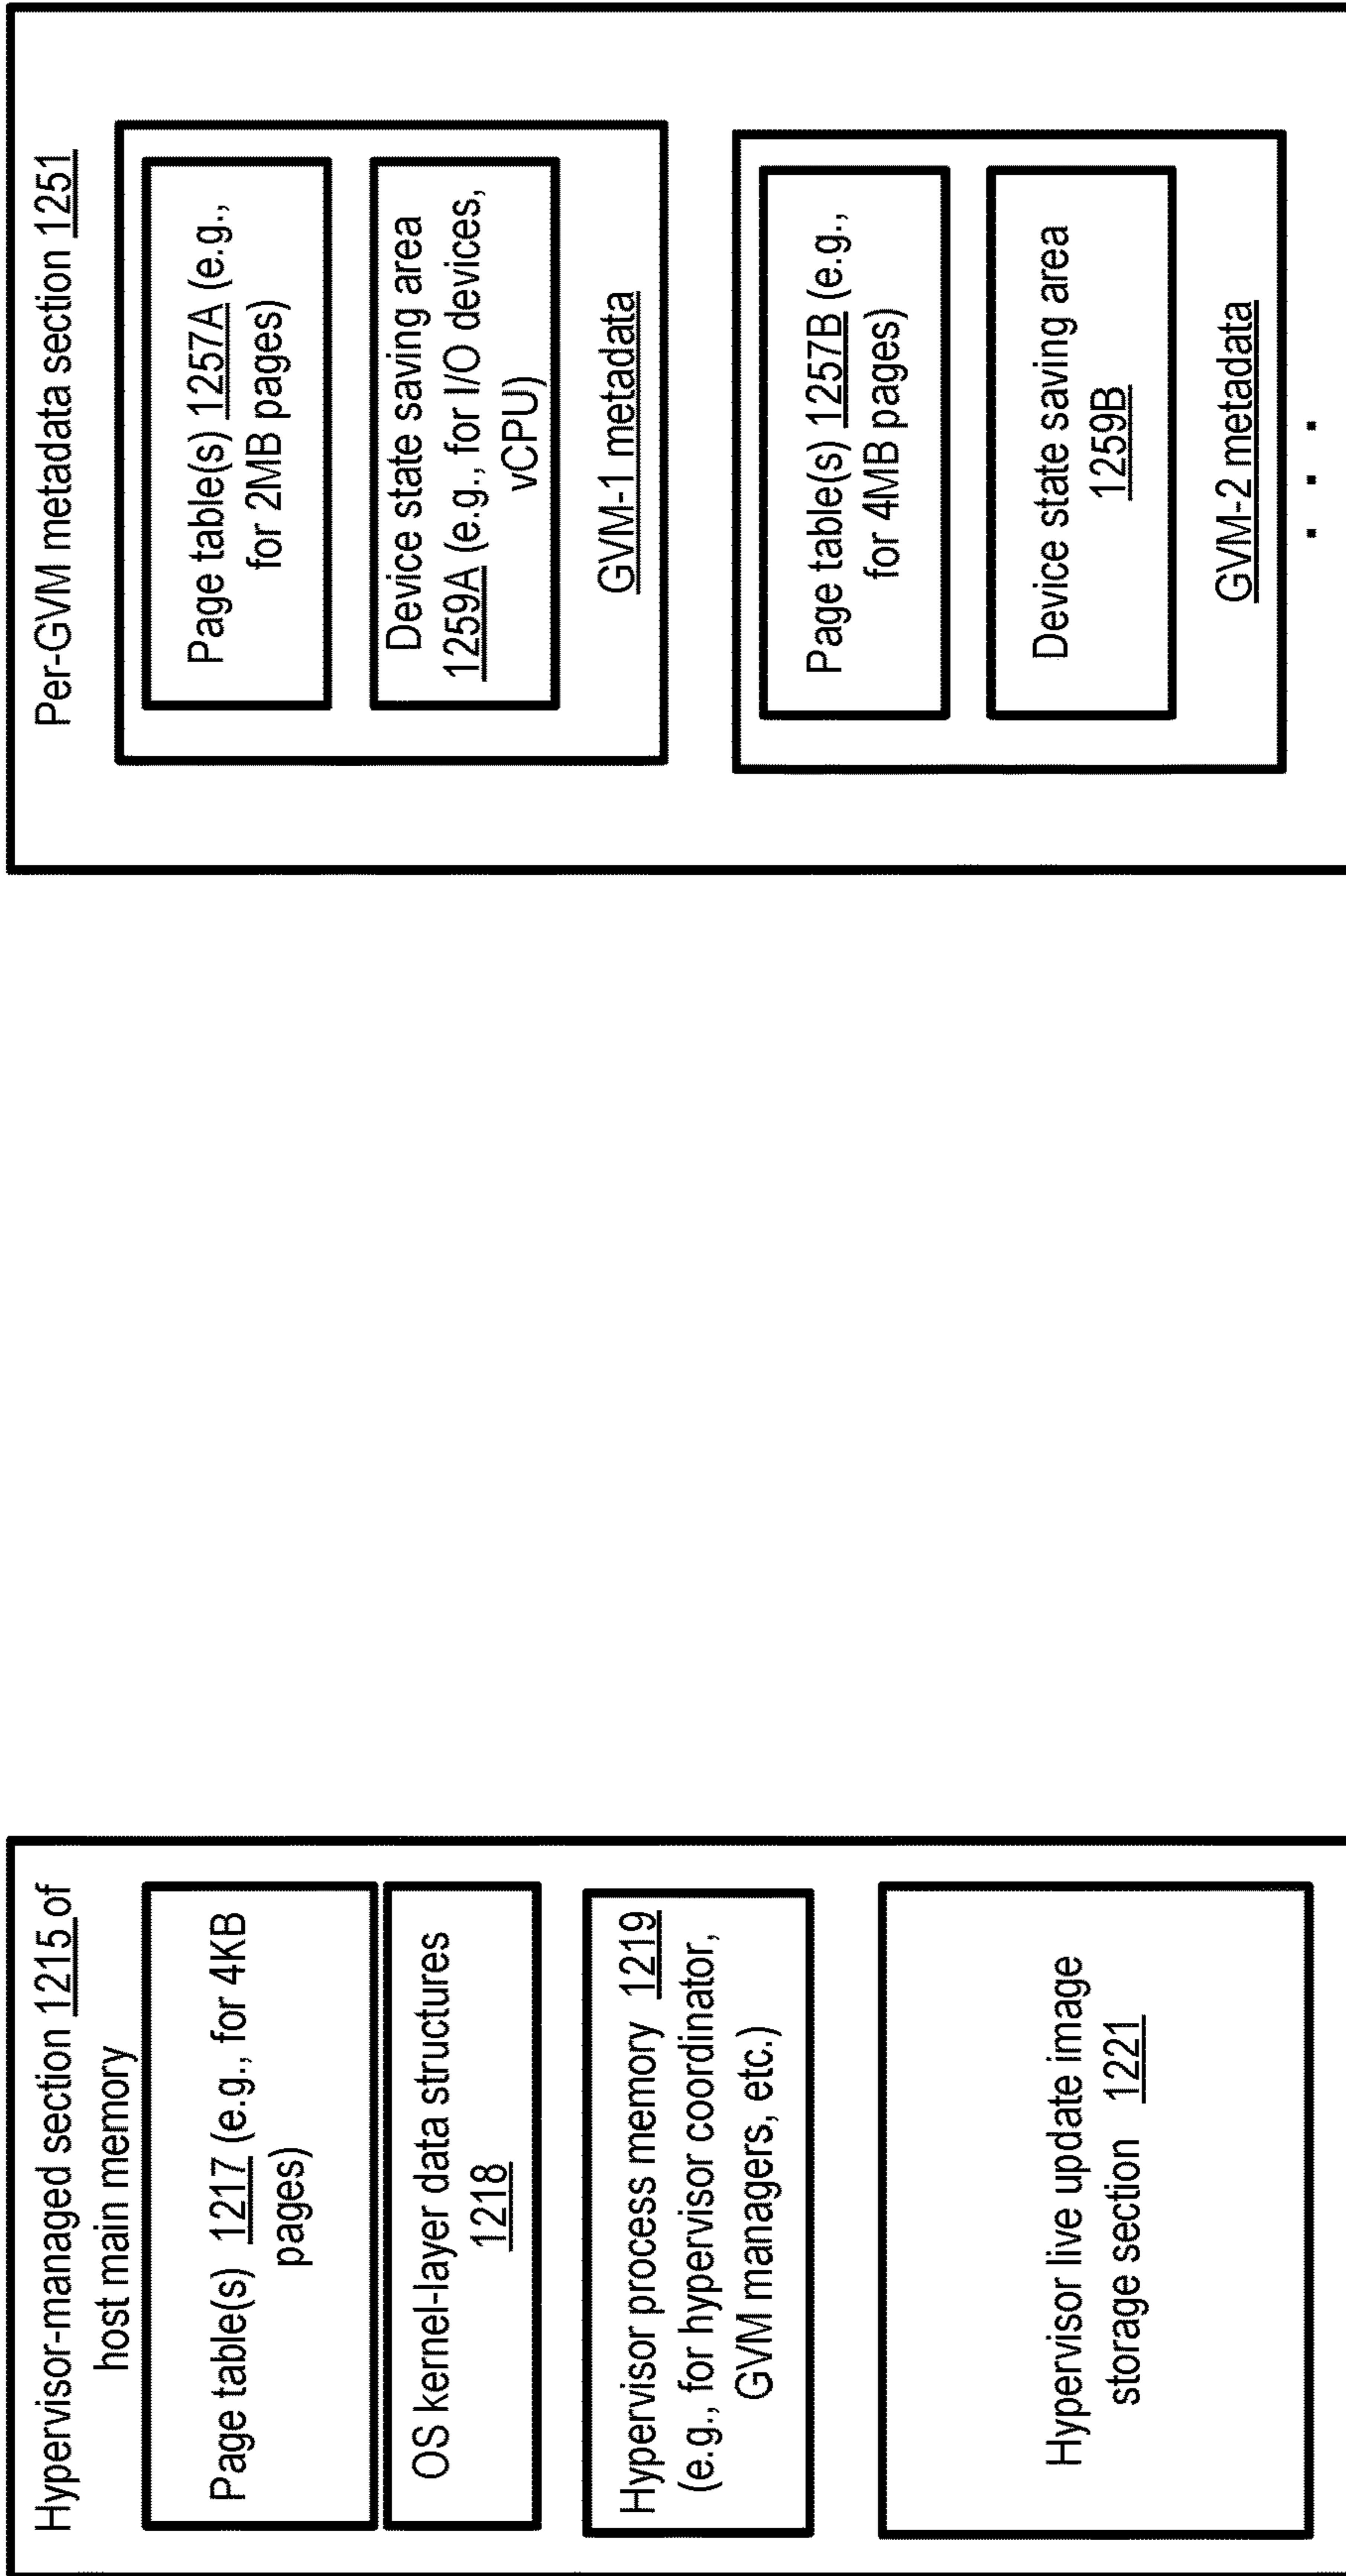 Hypervisor-managed section 1215 of
host main memory
Page table(s) 1217 (e.g., for 4KB
pages)
OS kernel-layer data structures
1218
Hypervisor process memory 1219
(e.g., for hypervisor coordinator,
GVM managers, etc.)
Hypervisor live update image
storage section 1221
Per-GVM metadata section 1251
Page table(s) 1257A (e.g.,
for 2MB pages)
Device state saving area
1259A (e.g., for I/O devices,
vCPU)
GVM-1 metadata
Page table(s) 1257B (e.g.,
for 4MB pages)
Device state saving area
1259B
GVM-2 metadata
. . .